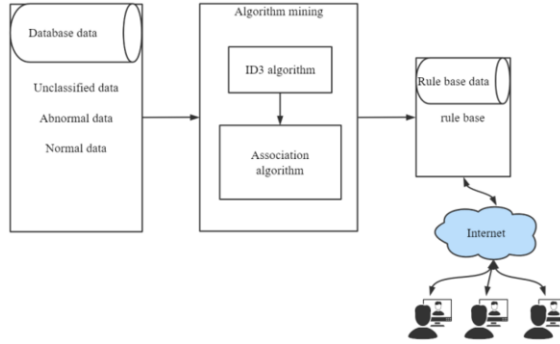 Database data
Unclassified data
Abnormal data
Normal data
Algorithm mining
ID3 algorithm
Association
algorithm
Rule base data
rule base
Internet